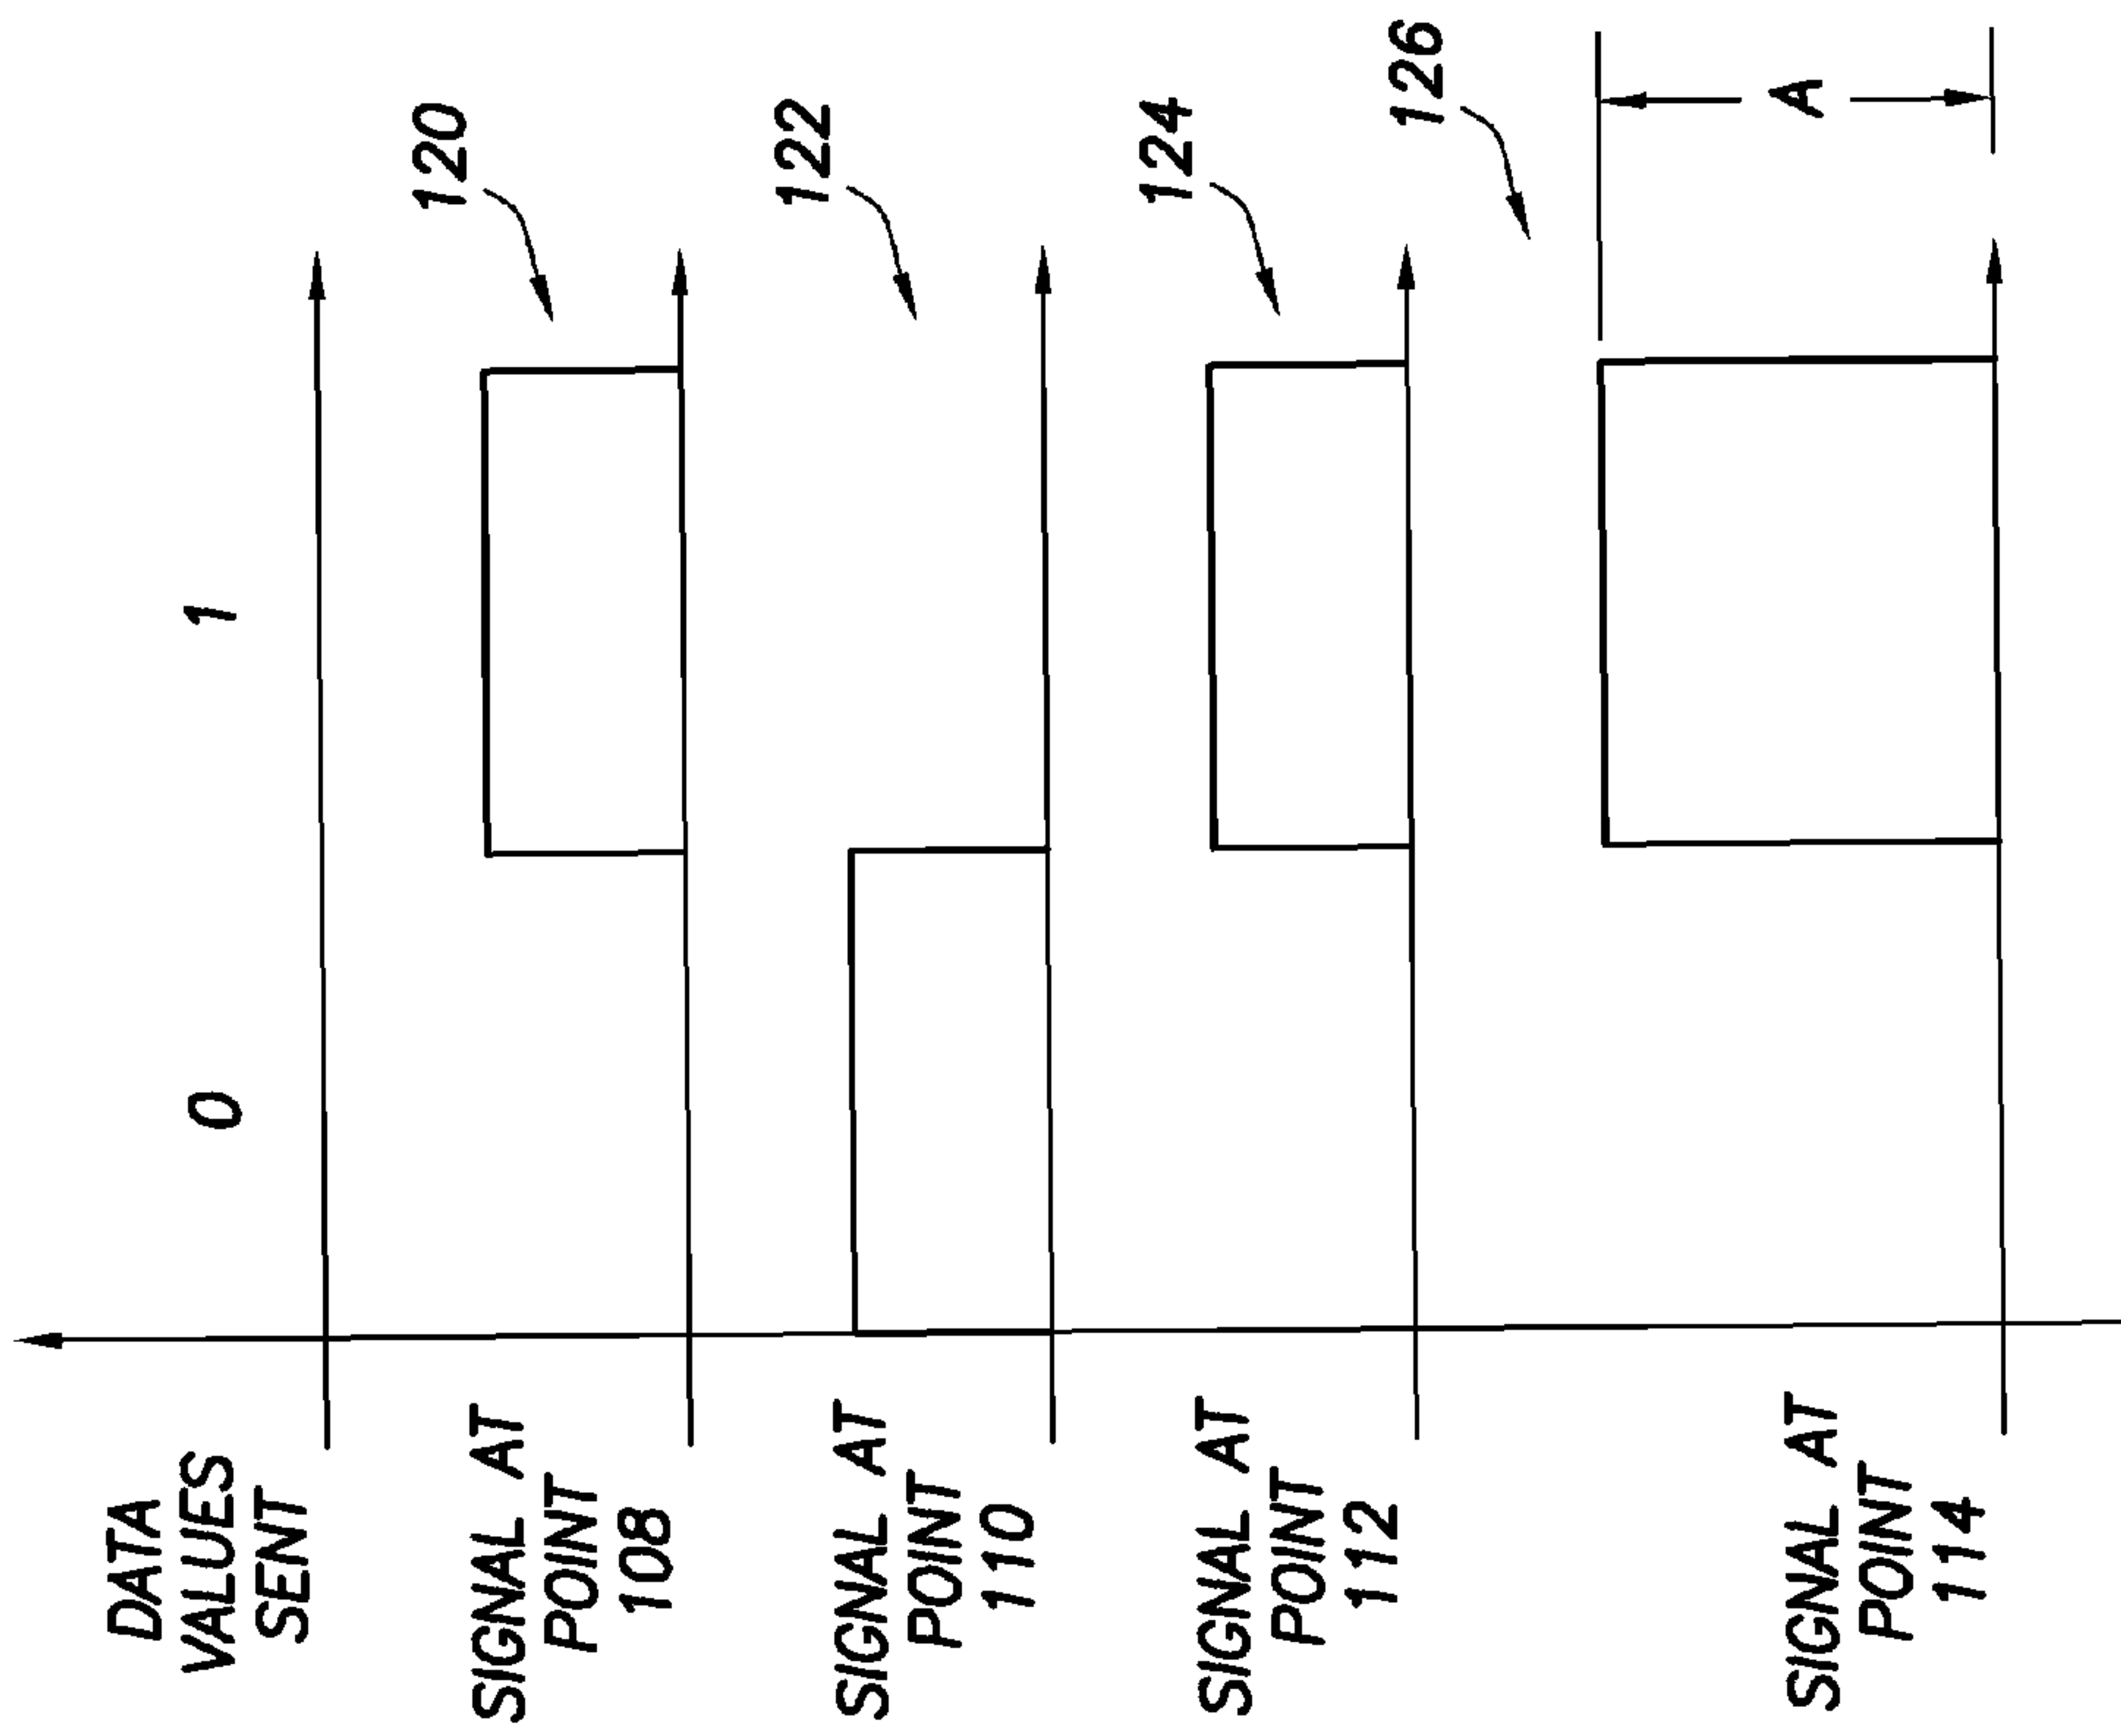 DATA
VALUES
SENT
0
1
SIGNAL AT
POINT
108
120
SIGNAL AT
POINT
110
122
SIGNAL AT
POINT
112
124
SIGNAL AT
POINT
114
126
A